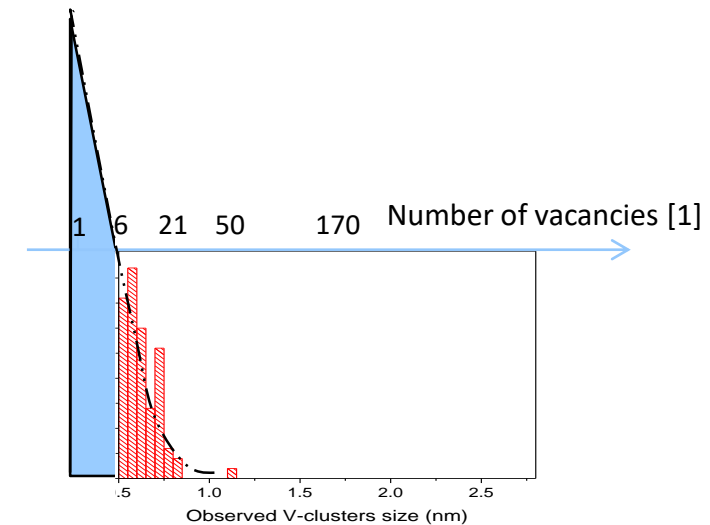 1 6 21 50 170 Number of vacancies [1]
.5 1.0 1.5 2.0 2.5
Observed V-clusters size (nm)